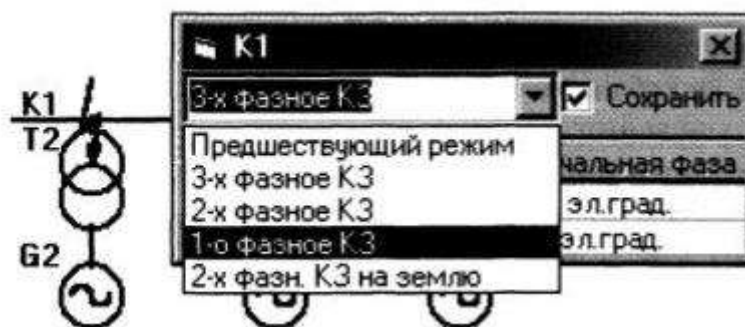 K1
3-х фазное КЗ
Сохранить
K1
T2
Предшествующий режим
3-х фазное КЗ
2-х фазное КЗ
1-о фазное КЗ
2-х фазн. КЗ на землю
чальная фаза
эл.град.
эл.град.
G2